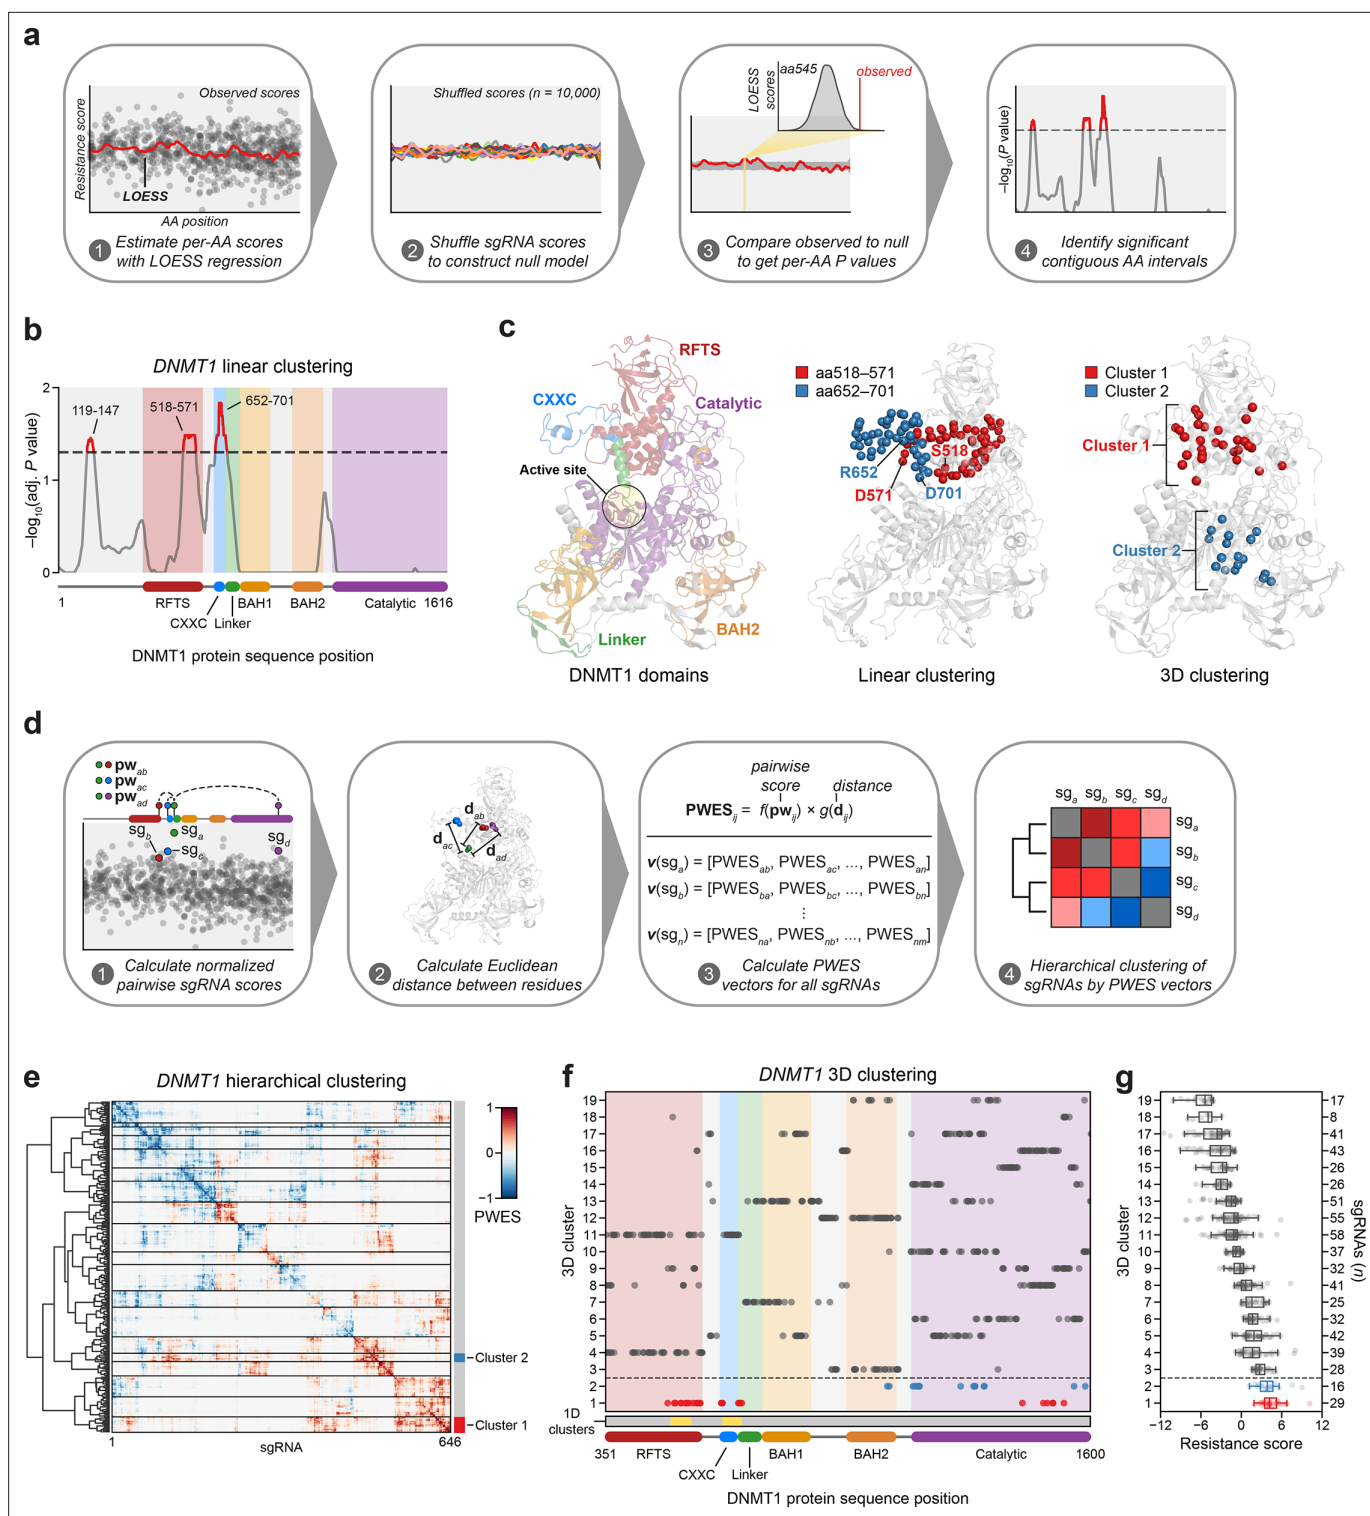 a
Observed scores
Resistance score
LOESS
AA position
1 Estimate per-AA scores
with LOESS regression
Shuffled scores (n = 10,000)
2 Shuffle sgRNA scores
to construct null model
LOESS
scores
aa545
observed
3 Compare observed to null
to get per-AA P values
−log10(P value)
4 Identify significant
contiguous AA intervals
b
DNMT1 linear clustering
−log10(adj. P value)
2
1
0
119-147
518-571
652-701
1
RFTS
CXXC
Linker
BAH1
BAH2
Catalytic
1616
DNMT1 protein sequence position
c
RFTS
CXXC
Catalytic
Active site
Linker
BAH2
DNMT1 domains
aa518–571
aa652–701
S518
R652
D571
D701
Linear clustering
Cluster 1
Cluster 2
Cluster 1
Cluster 2
3D clustering
d
pwab
pwac
pwad
sgb
sga
sgc
sgd
1 Calculate normalized
pairwise sgRNA scores
dab
dac
dad
2 Calculate Euclidean
distance between residues
pairwise
score
distance
PWESij = f(pwij) × g(dij)
v(sga) = [PWESab, PWESac, ..., PWESan]
v(sgb) = [PWESba, PWESbc, ..., PWESbn]
⋮
v(sgn) = [PWESna, PWESnb, ..., PWESnm]
3 Calculate PWES
vectors for all sgRNAs
sga sgb sgc sgd
sga
sgb
sgc
sgd
4 Hierarchical clustering of
sgRNAs by PWES vectors
e
DNMT1 hierarchical clustering
1
0
−1
PWES
Cluster 2
Cluster 1
1
sgRNA
646
f
DNMT1 3D clustering
3D cluster
19
18
17
16
15
14
13
12
11
10
9
8
7
6
5
4
3
2
1
1D
clusters
351
RFTS
CXXC
Linker
BAH1
BAH2
Catalytic
1600
DNMT1 protein sequence position
g
3D cluster
19
18
17
16
15
14
13
12
11
10
9
8
7
6
5
4
3
2
1
17
8
41
43
26
26
51
55
58
37
32
41
25
32
42
39
28
16
29
sgRNAs (n)
−12 −6 0 6 12
Resistance score